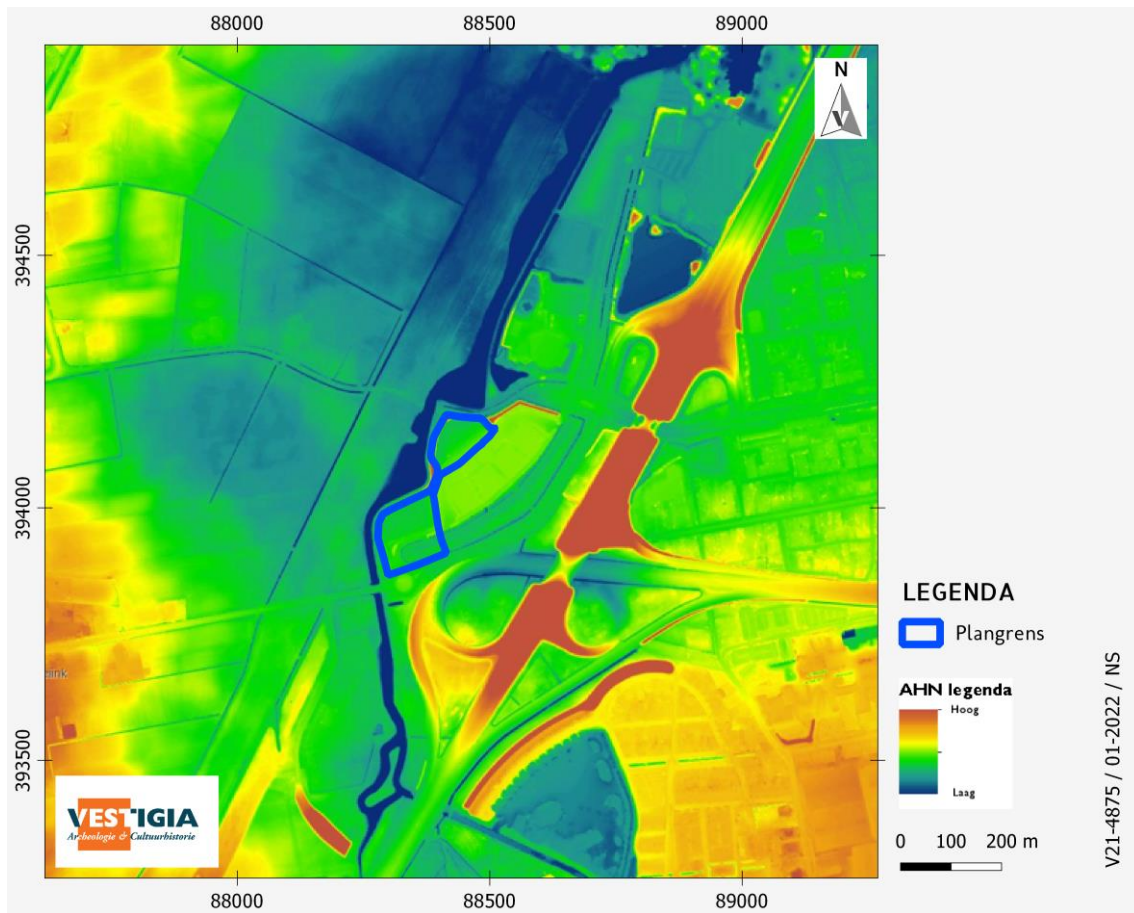 88000 88500 89000
N
394500
394000
393500
88000 88500 89000
VESTIGIA
Archeologie & Cultuurhistorie
LEGENDA
Plangrens
AHN legenda
Hoog
Laag
0 100 200 m
V21-4875 / 01-2022 / NS